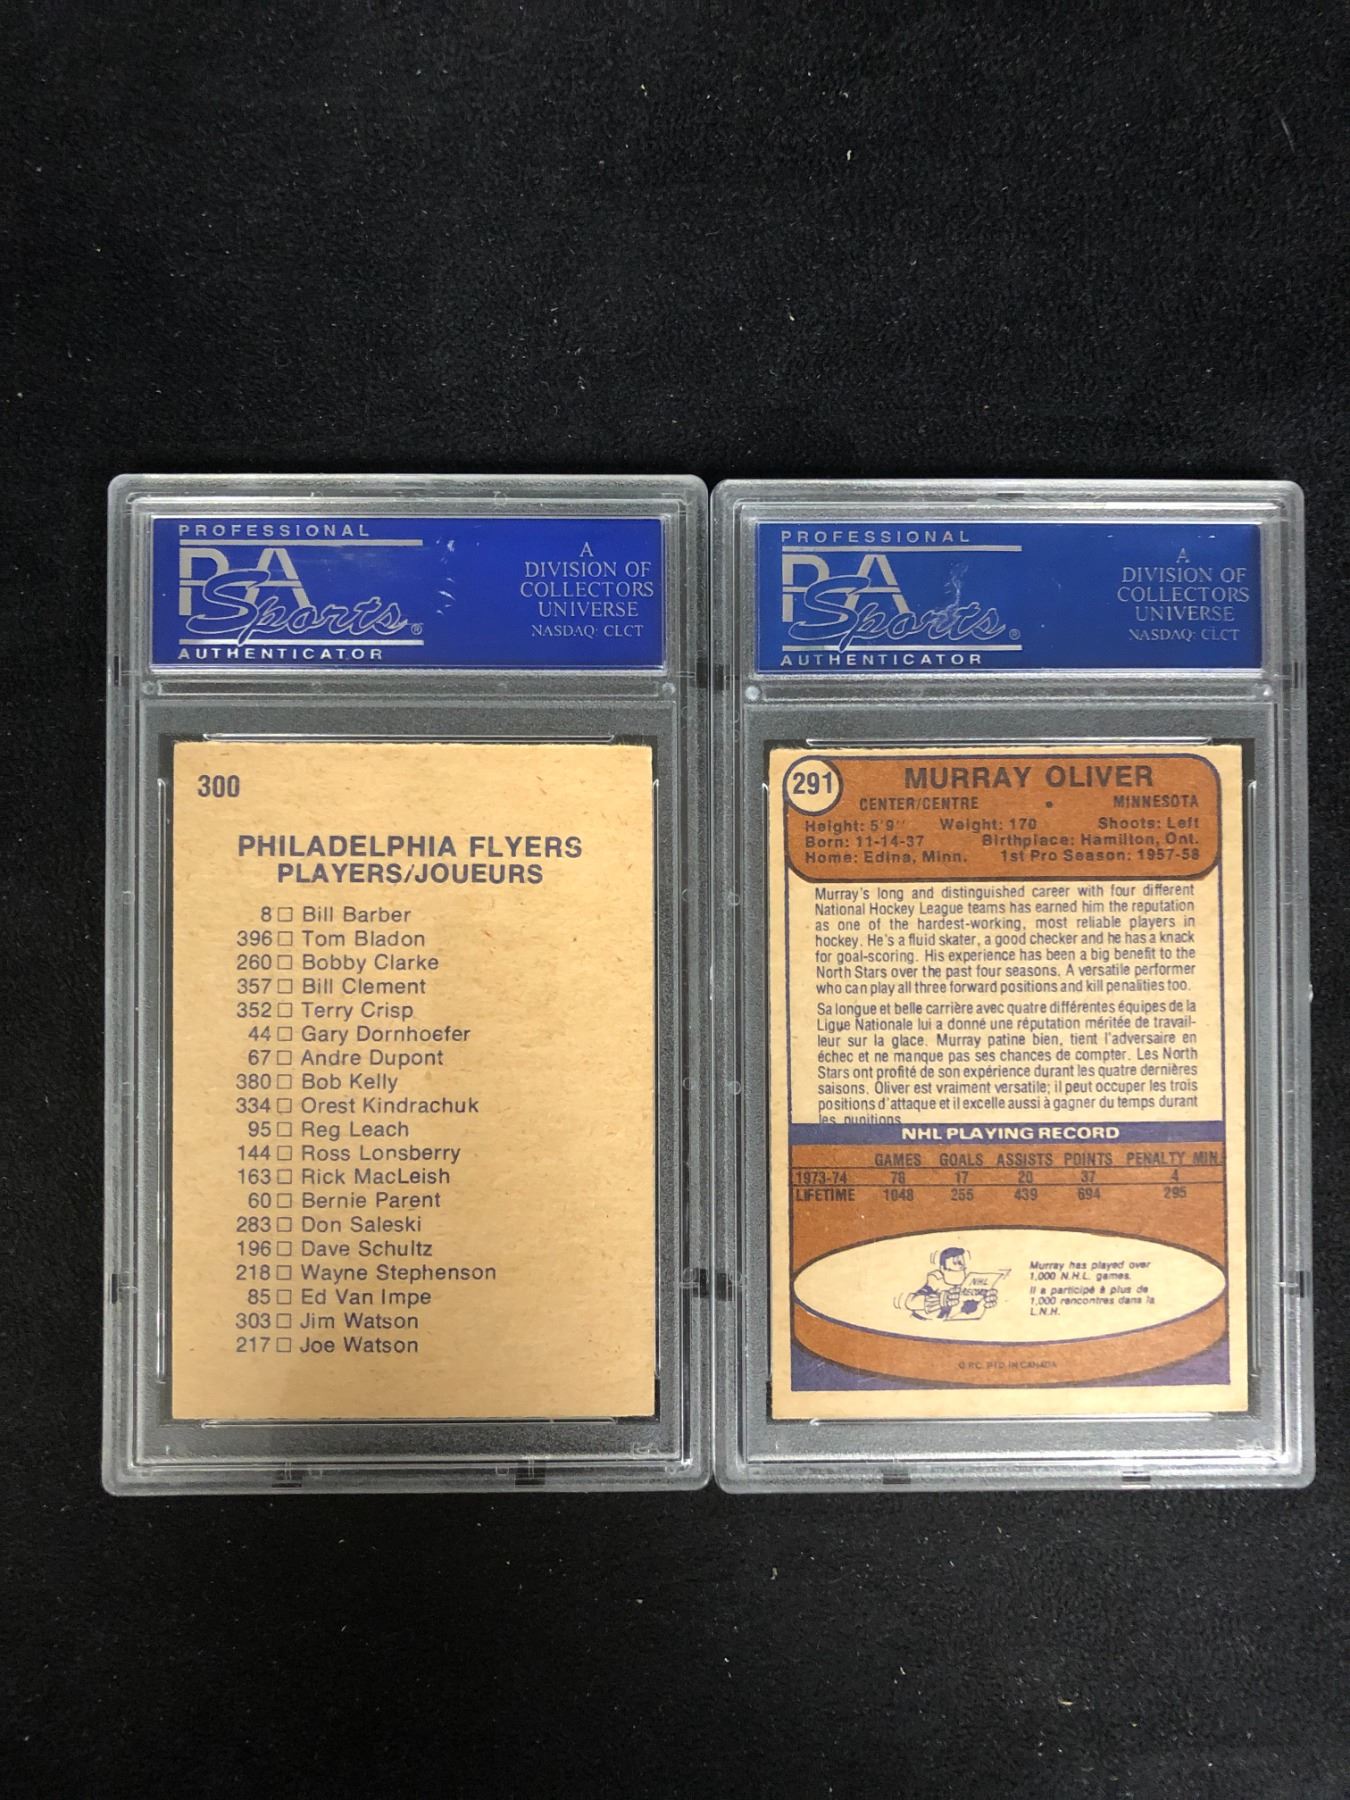 PROFESSIONAL
PSA
Sports®
AUTHENTICATOR
A
DIVISION OF
COLLECTORS
UNIVERSE
NASDAQ: CLCT
300
PHILADELPHIA FLYERS
PLAYERS/JOUEURS
8 □ Bill Barber
396 □ Tom Bladon
260 □ Bobby Clarke
357 □ Bill Clement
352 □ Terry Crisp
44 □ Gary Dornhoefer
67 □ Andre Dupont
380 □ Bob Kelly
334 □ Orest Kindrachuk
95 □ Reg Leach
144 □ Ross Lonsberry
163 □ Rick MacLeish
60 □ Bernie Parent
283 □ Don Saleski
196 □ Dave Schultz
218 □ Wayne Stephenson
85 □ Ed Van Impe
303 □ Jim Watson
217 □ Joe Watson
PROFESSIONAL
PSA
Sports®
AUTHENTICATOR
A
DIVISION OF
COLLECTORS
UNIVERSE
NASDAQ: CLCT
291 MURRAY OLIVER
CENTER/CENTRE • MINNESOTA
Height: 5'9" Weight: 170 Shoots: Left
Born: 11-14-37 Birthplace: Hamilton, Ont.
Home: Edina, Minn. 1st Pro Season: 1957-58
Murray's long and distinguished career with four different
National Hockey League teams has earned him the reputation
as one of the hardest-working, most reliable players in
hockey. He's a fluid skater, a good checker and he has a knack
for goal-scoring. His experience has been a big benefit to the
North Stars over the past four seasons. A versatile performer
who can play all three forward positions and kill penalities too.
Sa longue et belle carrière avec quatre différentes équipes de la
Ligue Nationale lui a donné une réputation méritée de travail-
leur sur la glace. Murray patine bien, tient l'adversaire en
échec et ne manque pas ses chances de compter. Les North
Stars ont profité de son expérience durant les quatre dernières
saisons. Oliver est vraiment versatile; il peut occuper les trois
positions d'attaque et il excelle aussi à gagner du temps durant
les punitions.
NHL PLAYING RECORD
GAMES GOALS ASSISTS POINTS PENALTY MIN.
1973-74 78 17 20 37 4
LIFETIME 1048 255 439 694 295
NHL
RECORD
Murray has played over
1,000 N.H.L. games.
Il a participé à plus de
1,000 rencontres dans la
L.N.H.
O.P.C. PTD. IN CANADA